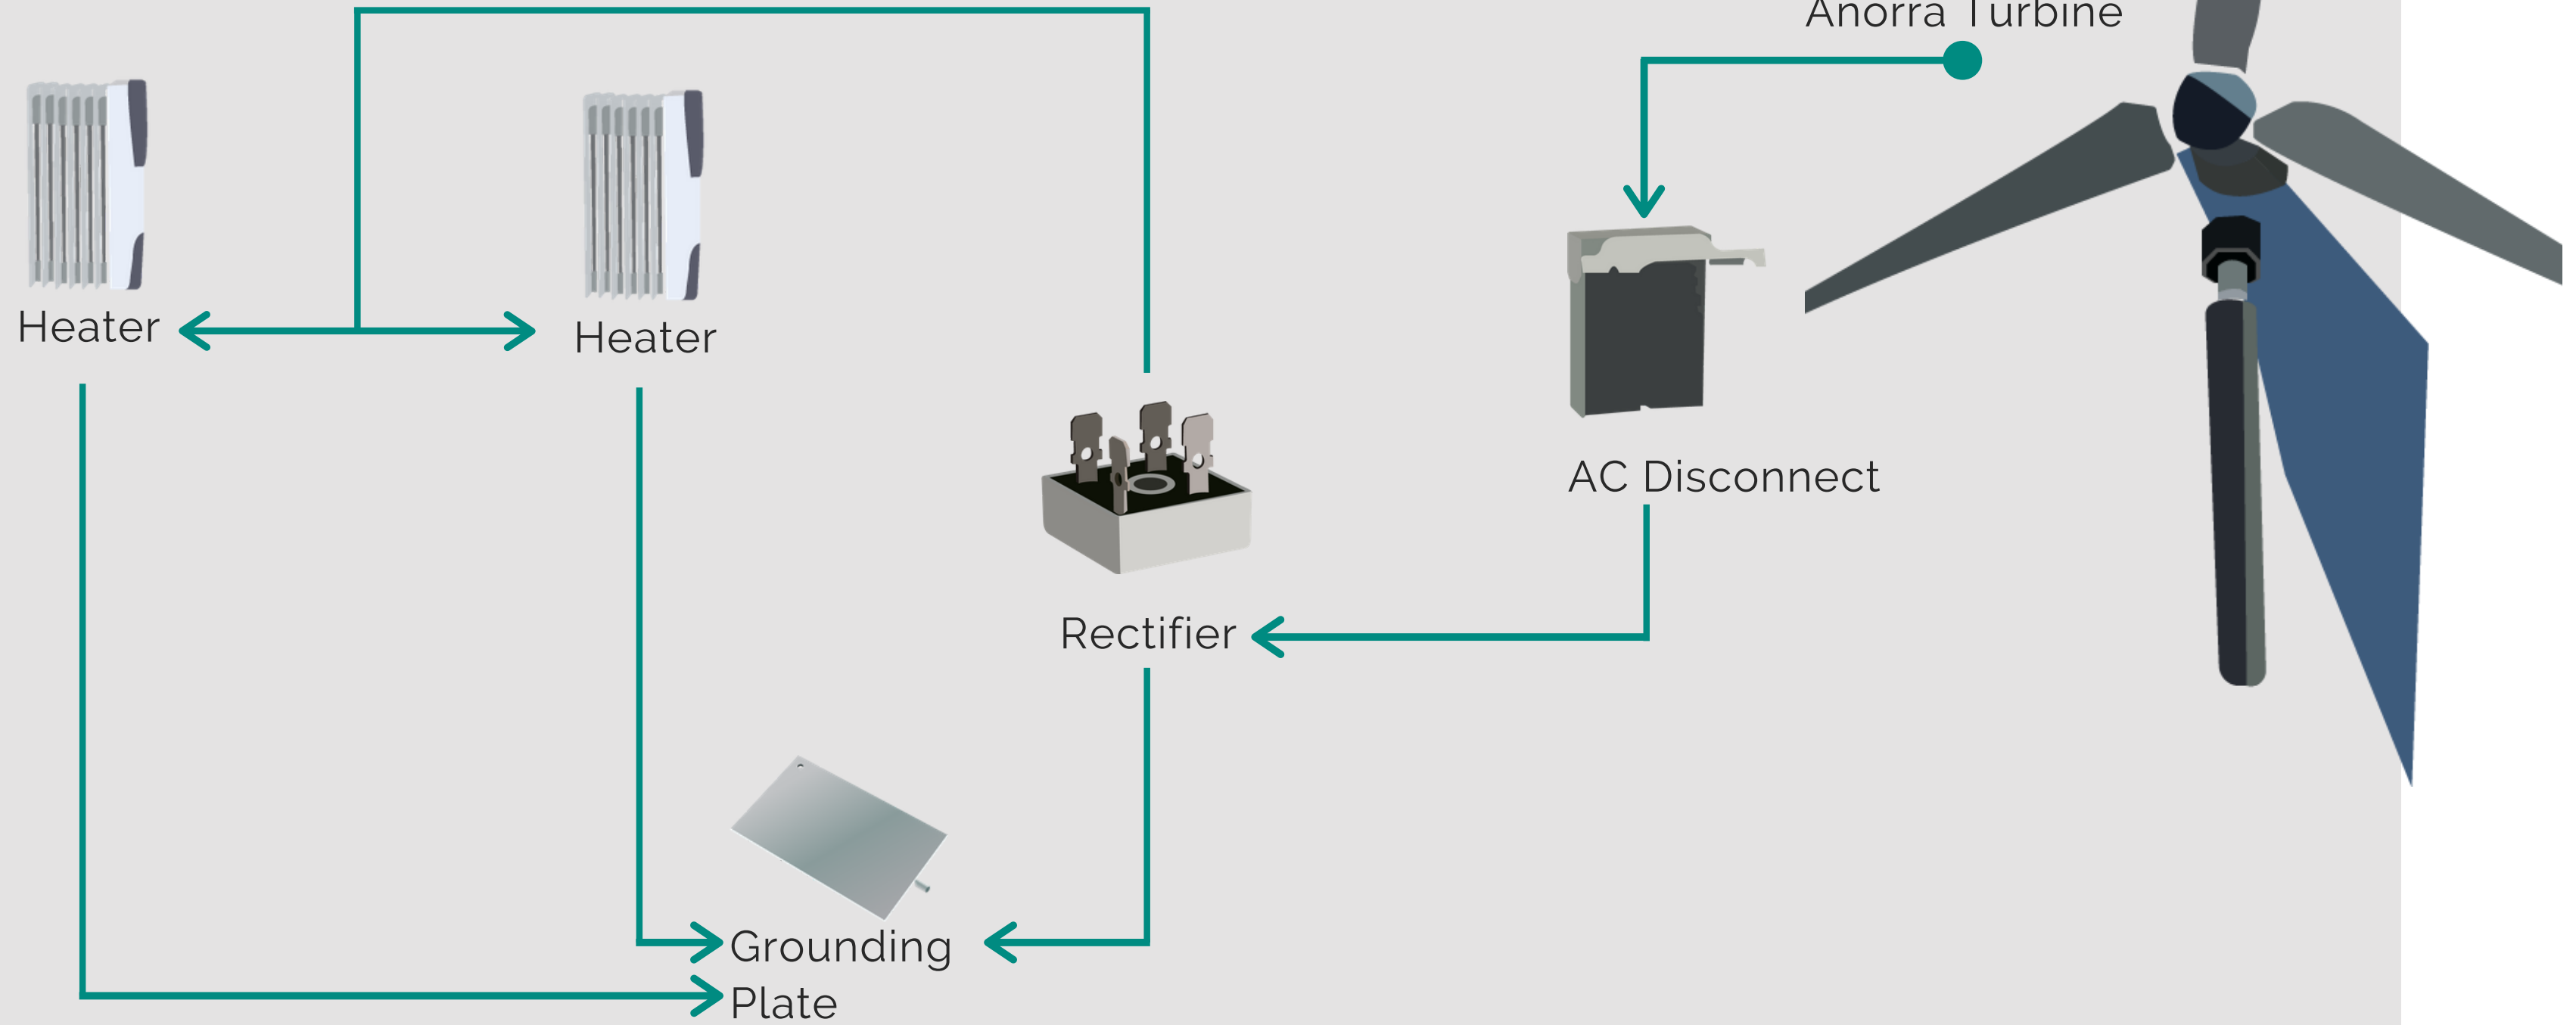 Anorra Turbine
Heater
Heater
AC Disconnect
Rectifier
Grounding
Plate